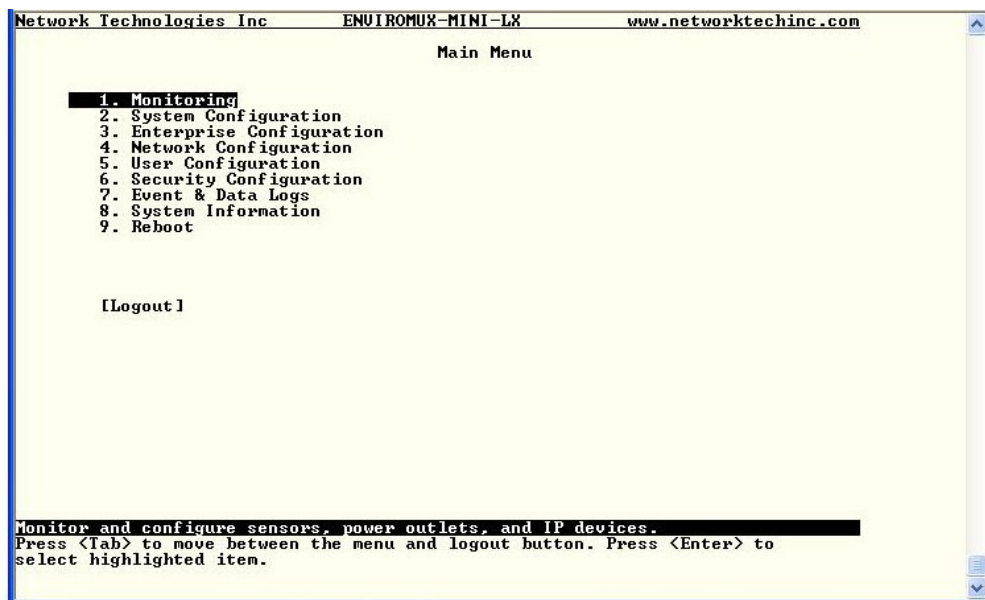 Network Technologies Inc ENVIROMUX-MINI-LX www.networktechinc.com
Main Menu
1. Monitoring
2. System Configuration
3. Enterprise Configuration
4. Network Configuration
5. User Configuration
6. Security Configuration
7. Event & Data Logs
8. System Information
9. Reboot
[Logout]
Monitor and configure sensors, power outlets, and IP devices.
Press <Tab> to move between the menu and logout button. Press <Enter> to
select highlighted item.